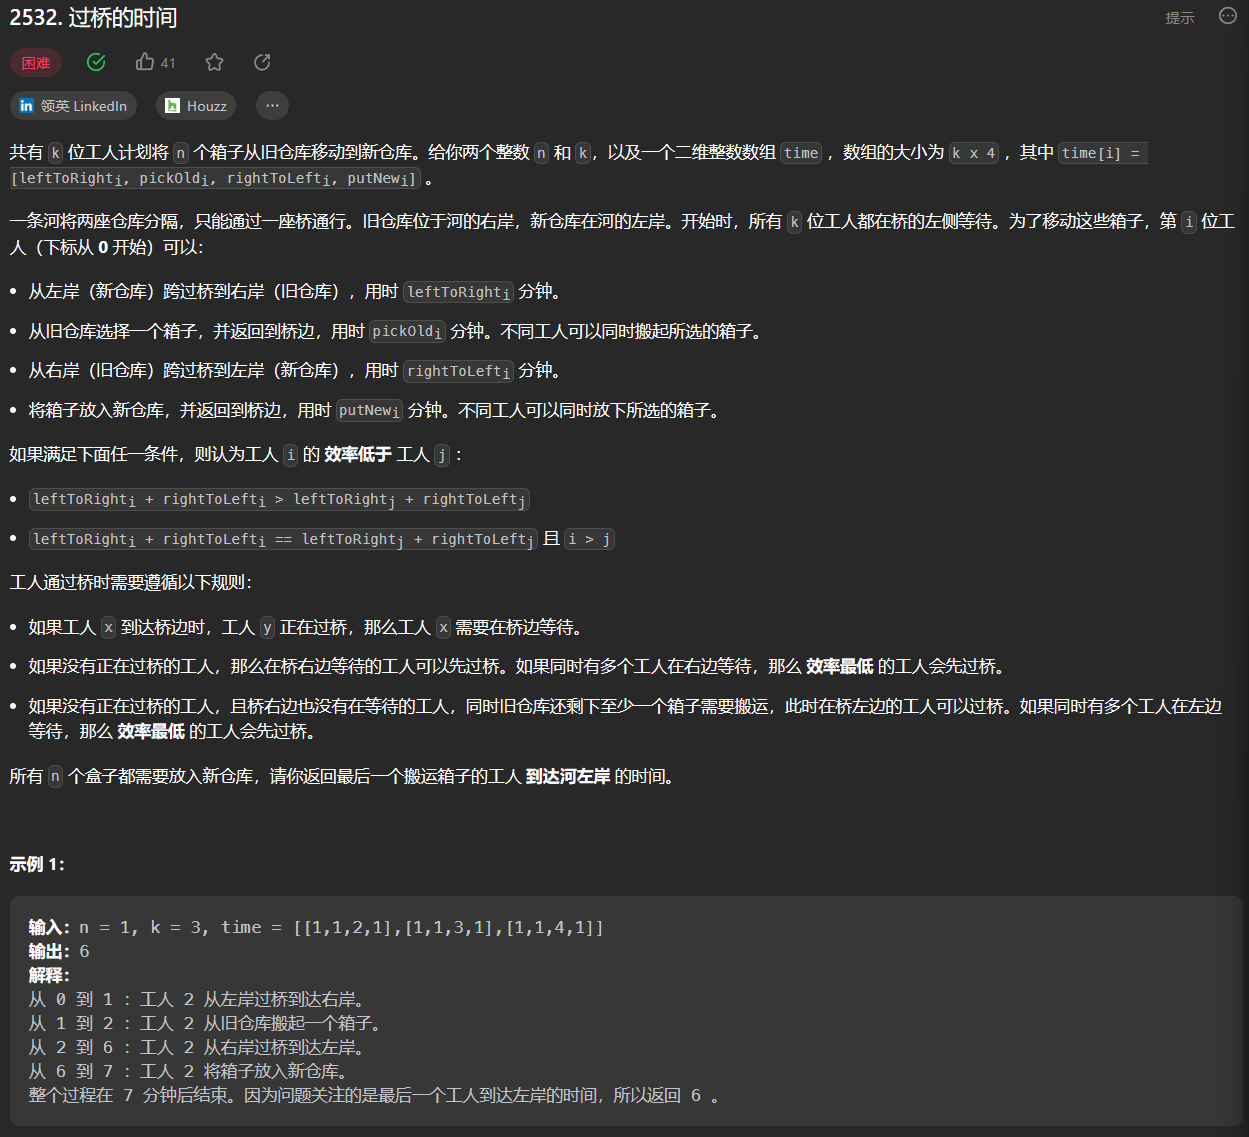 2532. 过桥的时间
提示
困难
41
领英 LinkedIn
Houzz
共有 k 位工人计划将 n 个箱子从旧仓库移动到新仓库。给你两个整数 n 和 k，以及一个二维整数数组 time ，数组的大小为 k x 4 ，其中 time[i] =
[leftToRightᵢ, pickOldᵢ, rightToLeftᵢ, putNewᵢ] 。
一条河将两座仓库分隔，只能通过一座桥通行。旧仓库位于河的右岸，新仓库在河的左岸。开始时，所有 k 位工人都在桥的左侧等待。为了移动这些箱子，第 i 位工
人（下标从 0 开始）可以：
• 从左岸（新仓库）跨过桥到右岸（旧仓库），用时 leftToRightᵢ 分钟。
• 从旧仓库选择一个箱子，并返回到桥边，用时 pickOldᵢ 分钟。不同工人可以同时搬起所选的箱子。
• 从右岸（旧仓库）跨过桥到左岸（新仓库），用时 rightToLeftᵢ 分钟。
• 将箱子放入新仓库，并返回到桥边，用时 putNewᵢ 分钟。不同工人可以同时放下所选的箱子。
如果满足下面任一条件，则认为工人 i 的 效率低于 工人 j ：
• leftToRightᵢ + rightToLeftᵢ > leftToRightⱼ + rightToLeftⱼ
• leftToRightᵢ + rightToLeftᵢ == leftToRightⱼ + rightToLeftⱼ 且 i > j
工人通过桥时需要遵循以下规则：
• 如果工人 x 到达桥边时，工人 y 正在过桥，那么工人 x 需要在桥边等待。
• 如果没有正在过桥的工人，那么在桥右边等待的工人可以先过桥。如果同时有多个工人在右边等待，那么 效率最低 的工人会先过桥。
• 如果没有正在过桥的工人，且桥右边也没有在等待的工人，同时旧仓库还剩下至少一个箱子需要搬运，此时在桥左边的工人可以过桥。如果同时有多个工人在左边
等待，那么 效率最低 的工人会先过桥。
所有 n 个盒子都需要放入新仓库，请你返回最后一个搬运箱子的工人 到达河左岸 的时间。
示例 1：
输入：n = 1, k = 3, time = [[1,1,2,1],[1,1,3,1],[1,1,4,1]]
输出：6
解释：
从 0 到 1 ：工人 2 从左岸过桥到达右岸。
从 1 到 2 ：工人 2 从旧仓库搬起一个箱子。
从 2 到 6 ：工人 2 从右岸过桥到达左岸。
从 6 到 7 ：工人 2 将箱子放入新仓库。
整个过程在 7 分钟后结束。因为问题关注的是最后一个工人到达左岸的时间，所以返回 6 。